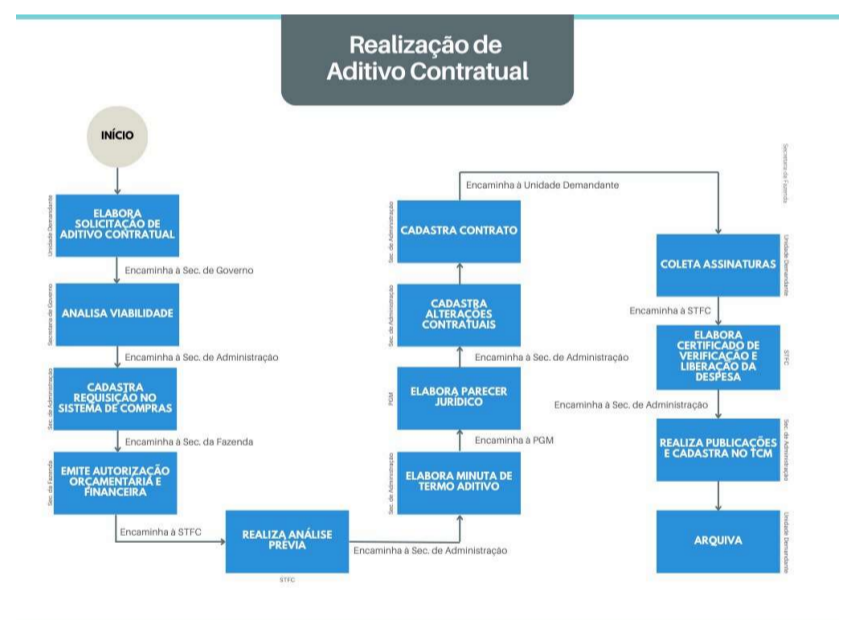 Realização de
Aditivo Contratual
INÍCIO
Unidade Demandante
ELABORA
SOLICITAÇÃO DE
ADITIVO CONTRATUAL
Encaminha à Sec. de Governo
Secretaria de Governo
ANALISA VIABILIDADE
Encaminha à Sec. de Administração
Sec. de Administração
CADASTRA
REQUISIÇÃO NO
SISTEMA DE COMPRAS
Encaminha à Sec. da Fazenda
Sec. da Fazenda
EMITE AUTORIZAÇÃO
ORÇAMENTÁRIA E
FINANCEIRA
Encaminha à STFC
REALIZA ANÁLISE
PRÉVIA
STFC
Encaminha à Sec. de Administração
Sec. de Administração
ELABORA MINUTA DE
TERMO ADITIVO
Encaminha à PGM
PGM
ELABORA PARECER
JURÍDICO
Encaminha à Sec. de Administração
Sec. de Administração
CADASTRA
ALTERAÇÕES
CONTRATUAIS
Sec. de Administração
CADASTRA CONTRATO
Encaminha à Unidade Demandante
Secretaria da Fazenda
COLETA ASSINATURAS
Unidade Demandante
Encaminha à STFC
ELABORA
CERTIFICADO DE
VERIFICAÇÃO E
LIBERAÇÃO DA
DESPESA
STFC
Encaminha à Sec. de Administração
REALIZA PUBLICAÇÕES
E CADASTRA NO TCM
Sec. de Administração
ARQUIVA
Unidade Demandante